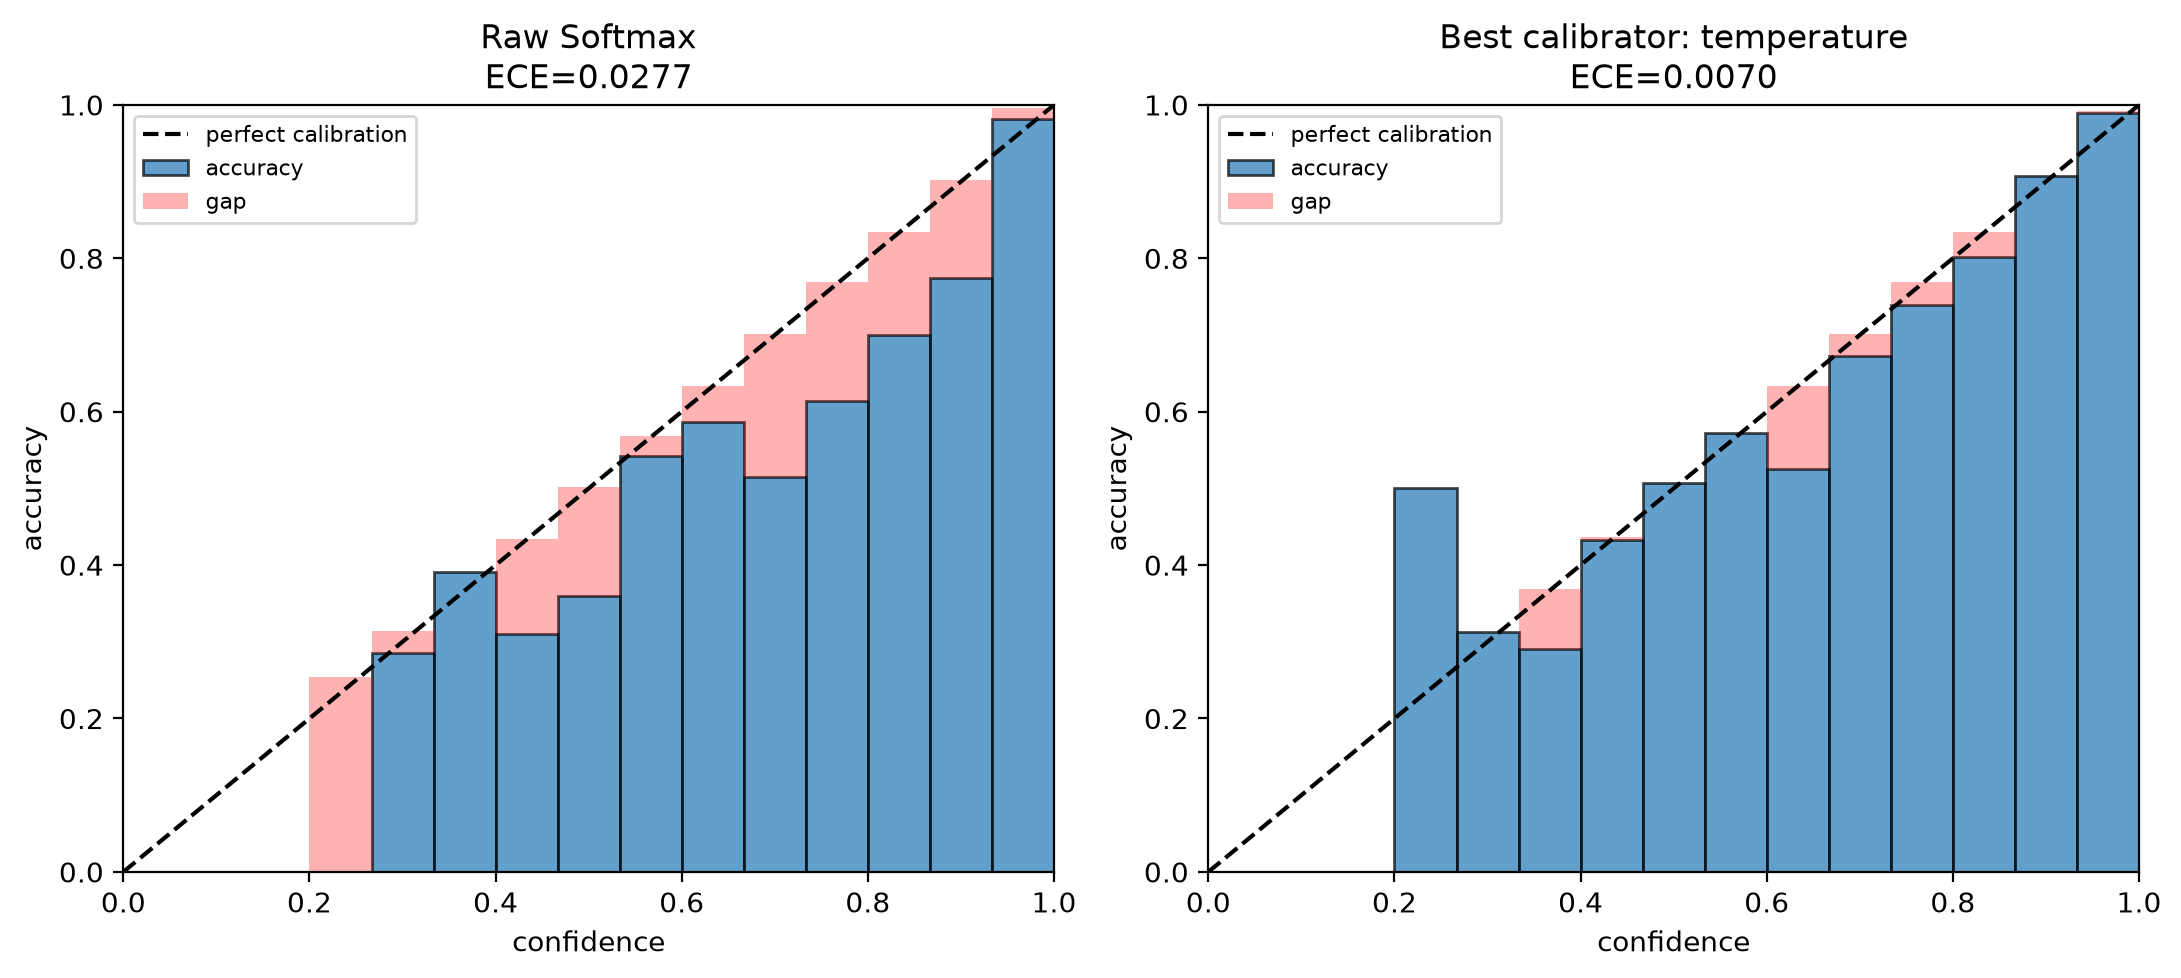 Raw Softmax
ECE=0.0277
perfect calibration
accuracy
gap
1.0
0.8
0.6
0.4
0.2
0.0
accuracy
0.0 0.2 0.4 0.6 0.8 1.0
confidence
Best calibrator: temperature
ECE=0.0070
perfect calibration
accuracy
gap
1.0
0.8
0.6
0.4
0.2
0.0
accuracy
0.0 0.2 0.4 0.6 0.8 1.0
confidence